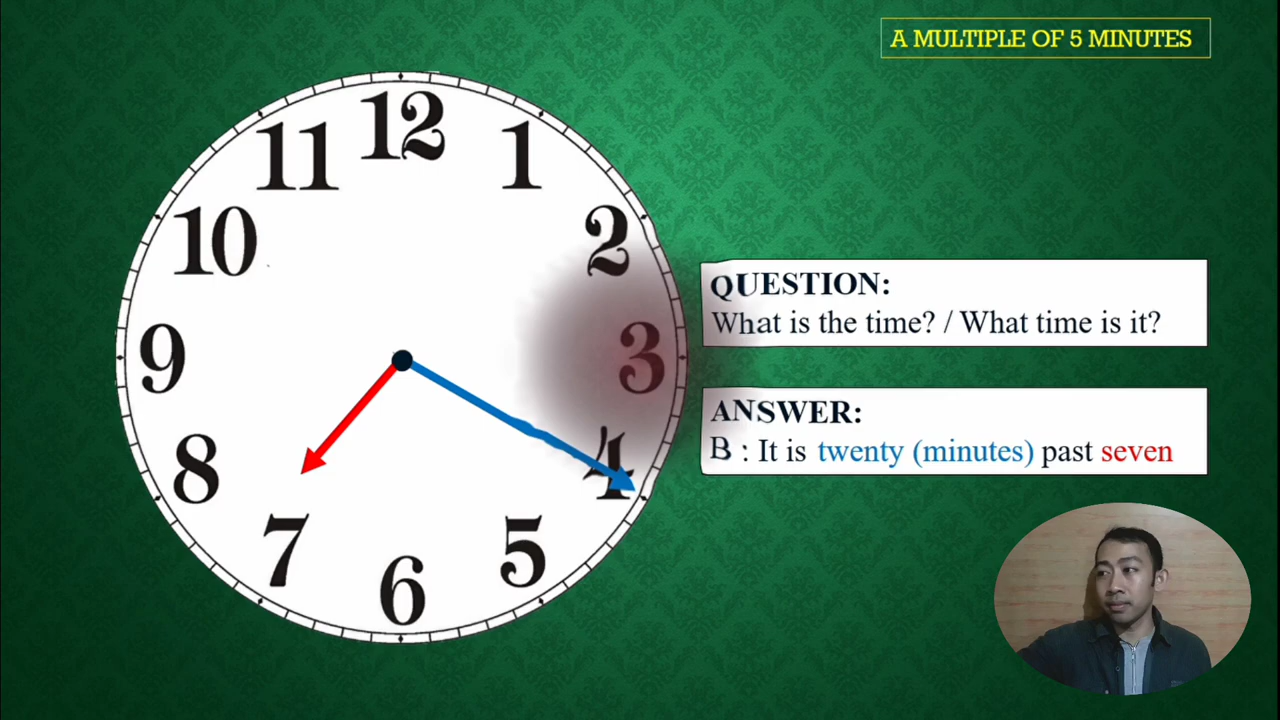 A MULTIPLE OF 5 MINUTES
12
11
1
10
2
9
3
8
4
7
5
6
QUESTION:
What is the time? / What time is it?
ANSWER:
B : It is twenty (minutes) past seven